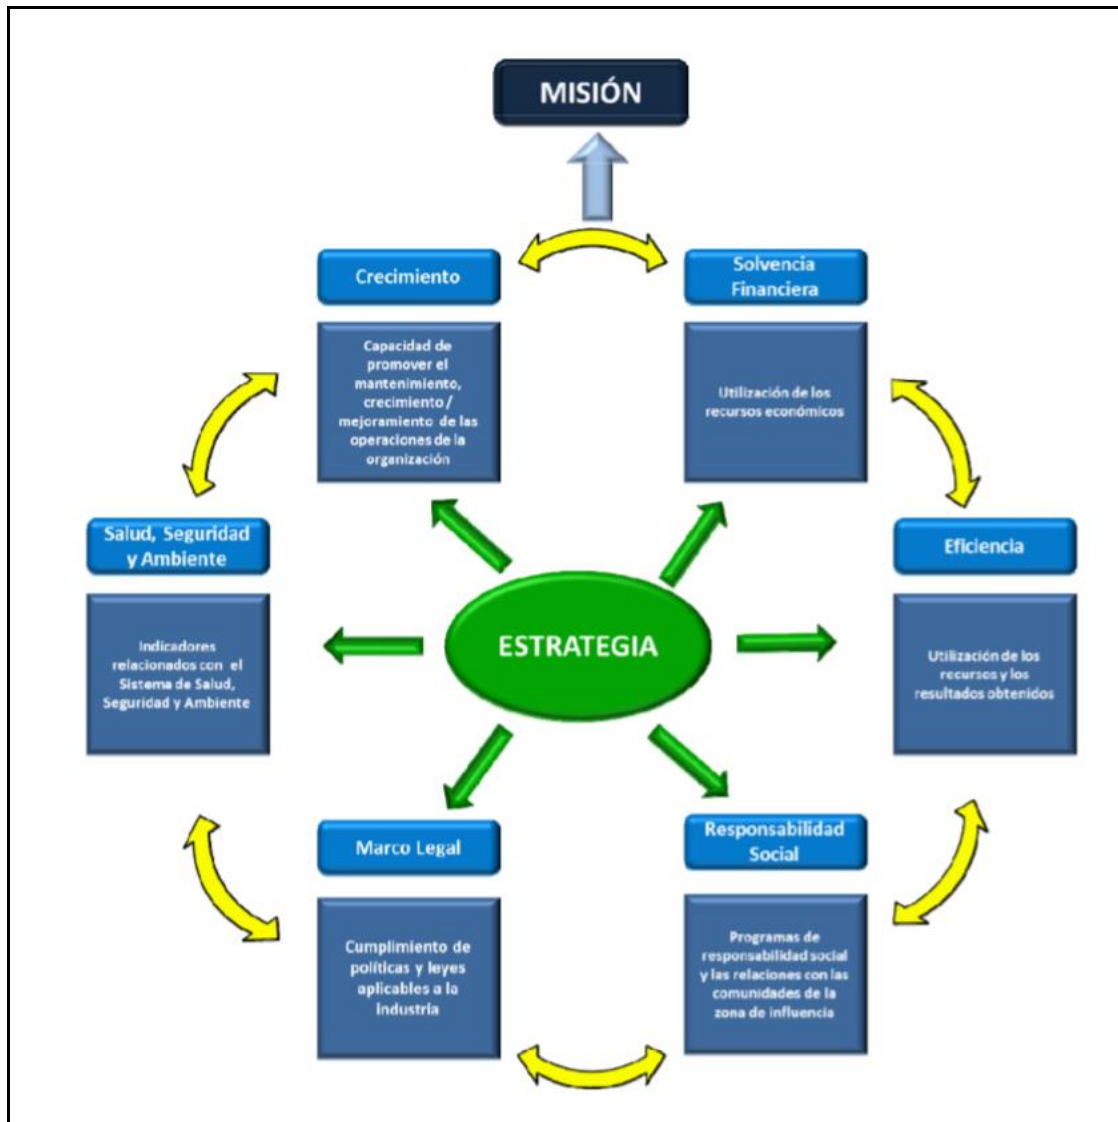 MISIÓN
Crecimiento
Capacidad de
promover el
mantenimiento,
crecimiento /
mejoramiento de las
operaciones de la
organización
Solvencia
Financiera
Utilización de los
recursos económicos
Salud, Seguridad
y Ambiente
Indicadores
relacionados con el
Sistema de Salud,
Seguridad y Ambiente
ESTRATEGIA
Eficiencia
Utilización de los
recursos y los
resultados obtenidos
Marco Legal
Cumplimiento de
políticas y leyes
aplicables a la
Industria
Responsabilidad
Social
Programas de
responsabilidad social
y las relaciones con las
comunidades de la
zona de influencia